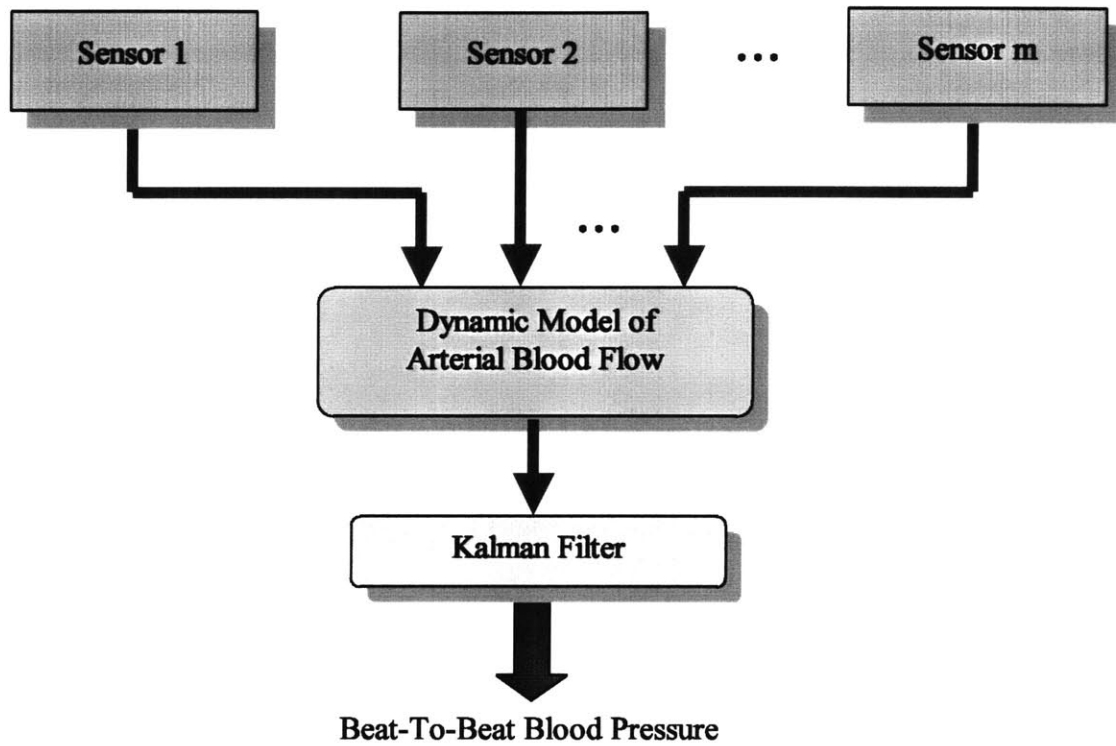 Sensor 1
Sensor 2
...
Sensor m
...
Dynamic Model of
Arterial Blood Flow
Kalman Filter
Beat-To-Beat Blood Pressure